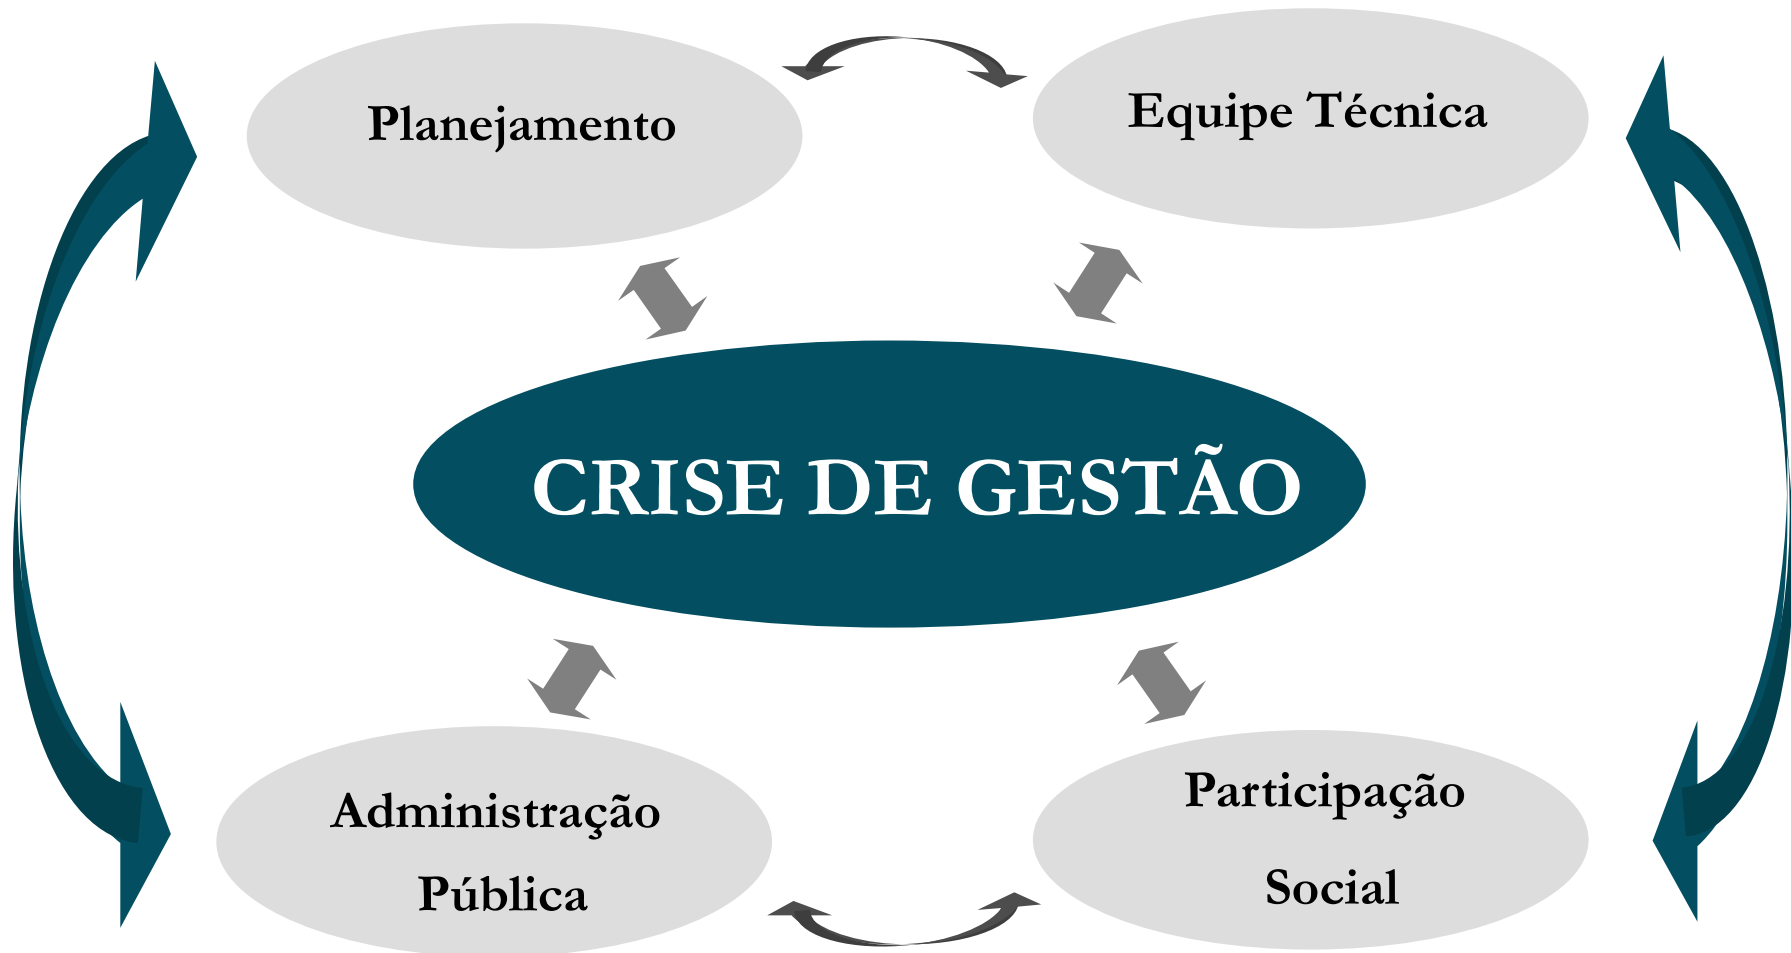 Planejamento
Equipe Técnica
CRISE DE GESTÃO
Administração
Pública
Participação
Social